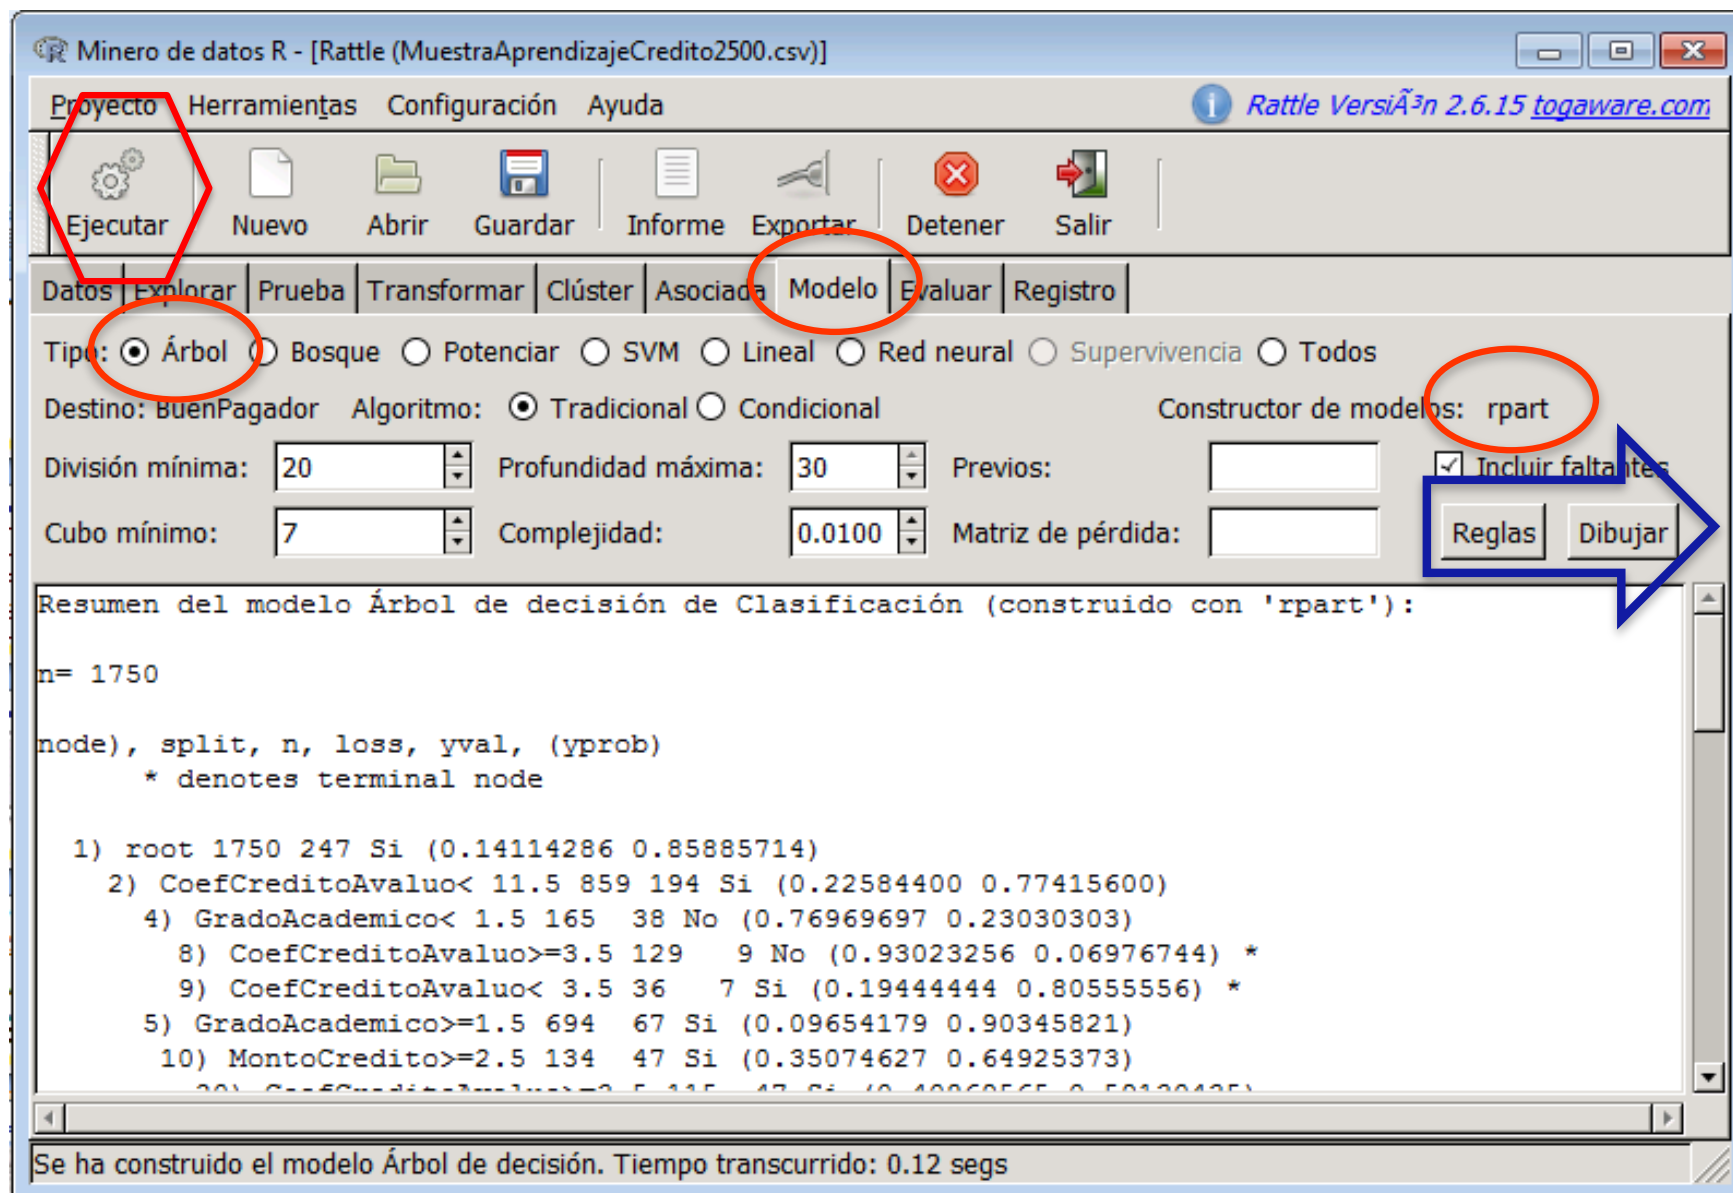 Minero de datos R - [Rattle (MuestraAprendizajeCredito2500.csv)]
Proyecto Herramientas Configuración Ayuda Rattle VersiÃ³n 2.6.15 togaware.com
Ejecutar Nuevo Abrir Guardar Informe Exportar Detener Salir
Datos Explorar Prueba Transformar Clúster Asociada Modelo Evaluar Registro
Tipo: Árbol Bosque Potenciar SVM Lineal Red neural Supervivencia Todos
Destino: BuenPagador Algoritmo: Tradicional Condicional Constructor de modelos: rpart
División mínima: 20 Profundidad máxima: 30 Previos: Incluir faltantes
Cubo mínimo: 7 Complejidad: 0.0100 Matriz de pérdida: Reglas Dibujar
Resumen del modelo Árbol de decisión de Clasificación (construido con 'rpart'):
n= 1750
node), split, n, loss, yval, (yprob)
* denotes terminal node
1) root 1750 247 Si (0.14114286 0.85885714)
2) CoefCreditoAvaluo< 11.5 859 194 Si (0.22584400 0.77415600)
4) GradoAcademico< 1.5 165 38 No (0.76969697 0.23030303)
8) CoefCreditoAvaluo>=3.5 129 9 No (0.93023256 0.06976744) *
9) CoefCreditoAvaluo< 3.5 36 7 Si (0.19444444 0.80555556) *
5) GradoAcademico>=1.5 694 67 Si (0.09654179 0.90345821)
10) MontoCredito>=2.5 134 47 Si (0.35074627 0.64925373)
Se ha construido el modelo Árbol de decisión. Tiempo transcurrido: 0.12 segs